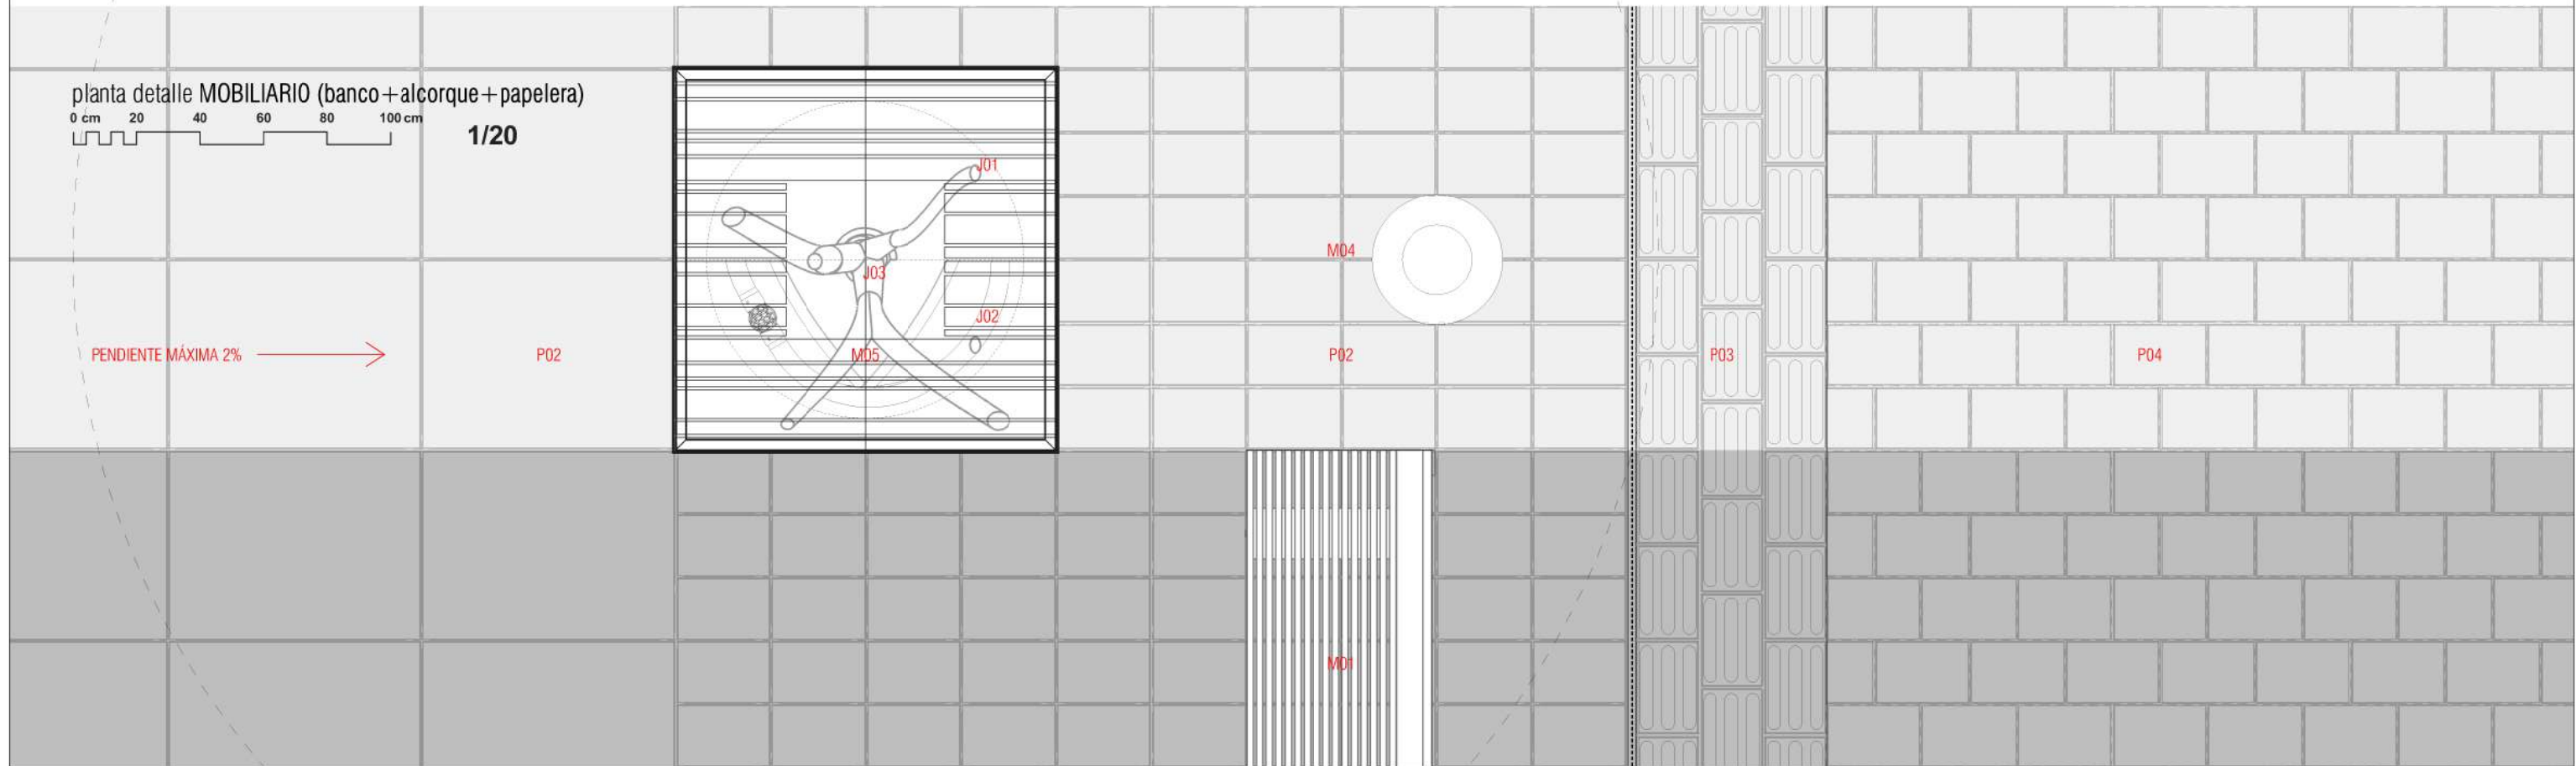 planta detalle MOBILIARIO (banco+alcorque+papelera)
0 cm 20 40 60 80 100 cm
1/20
J01
M04
J03
J02
PENDIENTE MÁXIMA 2%
P02
M05
P02
P03
P04
M01